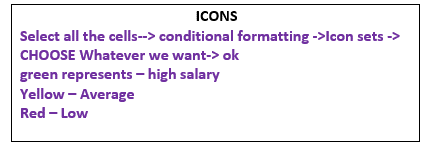 ICONS
Select all the cells--> conditional formatting ->Icon sets ->
CHOOSE Whatever we want-> ok
green represents – high salary
Yellow – Average
Red – Low